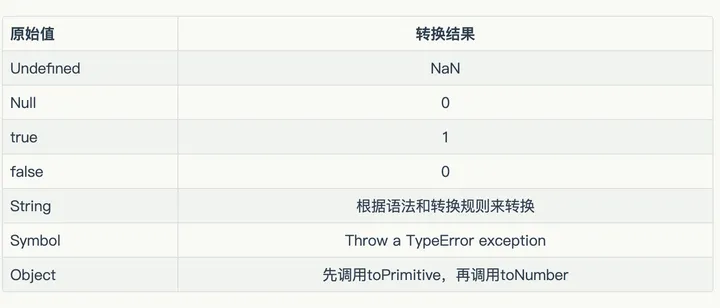 原始值 转换结果
Undefined NaN
Null 0
true 1
false 0
String 根据语法和转换规则来转换
Symbol Throw a TypeError exception
Object 先调用toPrimitive，再调用toNumber